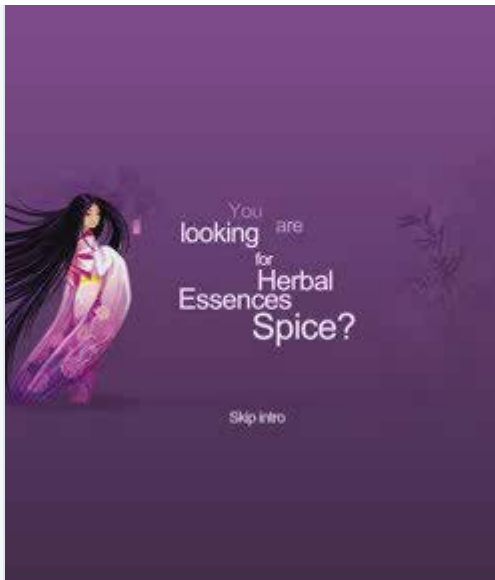 You are
looking
for
Herbal
Essences
Spice?
Skip intro